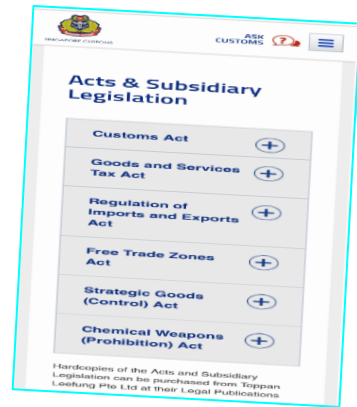 SINGAPORE CUSTOMS
ASK
CUSTOMS
Acts & Subsidiary
Legislation
Customs Act
Goods and Services
Tax Act
Regulation of
Imports and Exports
Act
Free Trade Zones
Act
Strategic Goods
(Control) Act
Chemical Weapons
(Prohibition) Act
Hardcopies of the Acts and Subsidiary
Legislation can be purchased from Toppan
Leefung Pte Ltd at their Legal Publications